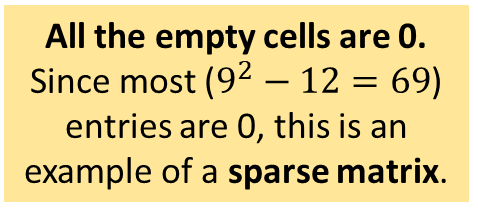 All the empty cells are 0.
Since most (9² − 12 = 69)
entries are 0, this is an
example of a sparse matrix.